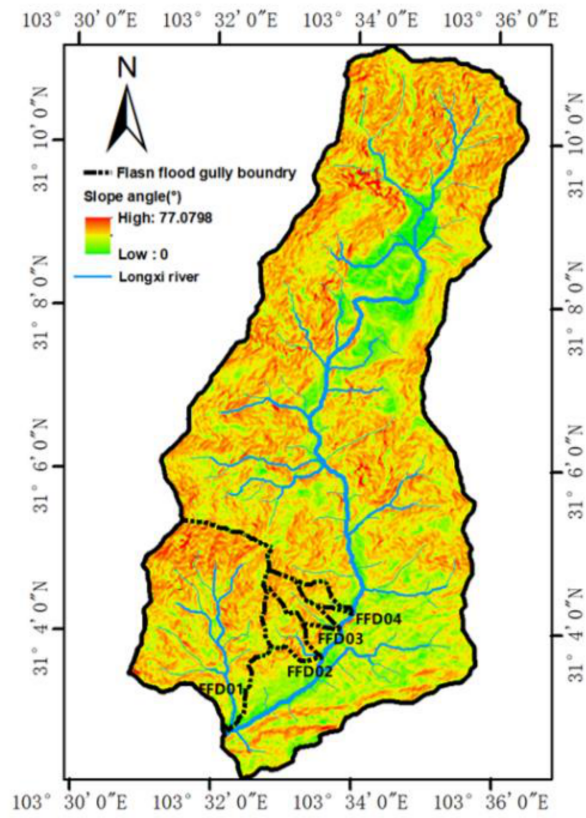 103° 30′ 0″E 103° 32′ 0″E 103° 34′ 0″E 103° 36′ 0″E
N
Flasn flood gully boundry
Slope angle(°)
High: 77.0798
Low : 0
Longxi river
31° 10′ 0″N
31° 8′ 0″N
31° 6′ 0″N
31° 4′ 0″N
31° 10′ 0″N
31° 8′ 0″N
31° 6′ 0″N
31° 4′ 0″N
FFD04
FFD03
FFD02
FFD01
103° 30′ 0″E 103° 32′ 0″E 103° 34′ 0″E 103° 36′ 0″E